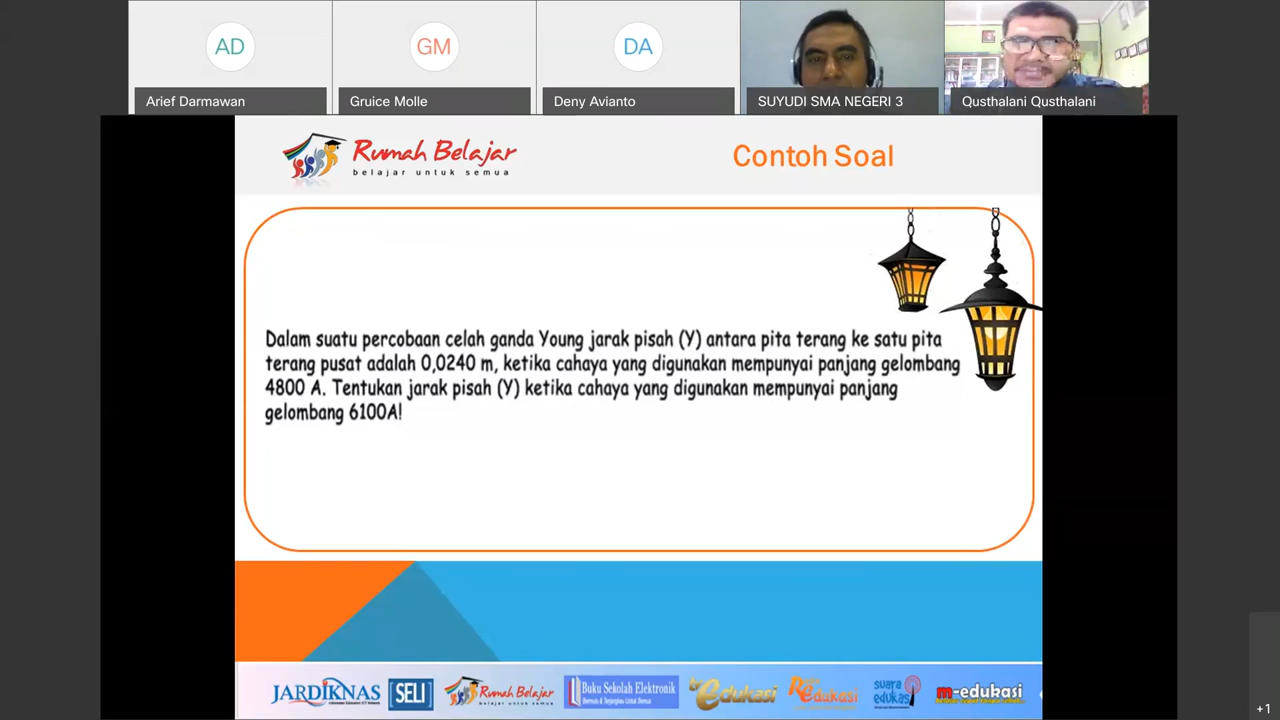 AD
GM
DA
Arief Darmawan
Gruice Molle
Deny Avianto
SUYUDI SMA NEGERI 3
Qusthalani Qusthalani
Rumah Belajar
belajar untuk semua
Contoh Soal
Dalam suatu percobaan celah ganda Young jarak pisah (Y) antara pita terang ke satu pita
terang pusat adalah 0,0240 m, ketika cahaya yang digunakan mempunyai panjang gelombang
4800 A. Tentukan jarak pisah (Y) ketika cahaya yang digunakan mempunyai panjang
gelombang 6100A!
JARDIKNAS
SELI
Rumah Belajar
Buku Sekolah Elektronik
Edukasi
edukasi
suara
edukas
m-edukasi
+1